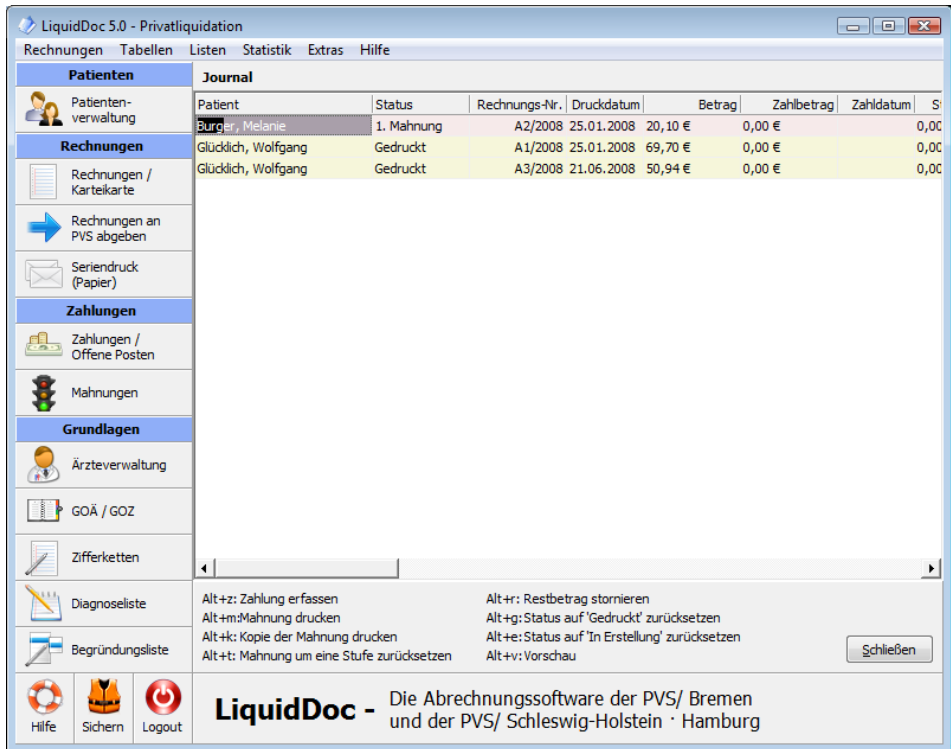 LiquidDoc 5.0 - Privatliquidation
Rechnungen Tabellen Listen Statistik Extras Hilfe
Patienten
Patienten-
verwaltung
Rechnungen
Rechnungen /
Karteikarte
Rechnungen an
PVS abgeben
Seriendruck
(Papier)
Zahlungen
Zahlungen /
Offene Posten
Mahnungen
Grundlagen
Ärzteverwaltung
GOÄ / GOZ
Zifferketten
Diagnoseliste
Begründungsliste
Hilfe Sichern Logout
Journal
Patient Status Rechnungs-Nr. Druckdatum Betrag Zahlbetrag Zahldatum
Burger, Melanie 1. Mahnung A2/2008 25.01.2008 20,10 € 0,00 € 0,00
Glücklich, Wolfgang Gedruckt A1/2008 25.01.2008 69,70 € 0,00 € 0,00
Glücklich, Wolfgang Gedruckt A3/2008 21.06.2008 50,94 € 0,00 € 0,00
Alt+z: Zahlung erfassen
Alt+m:Mahnung drucken
Alt+k: Kopie der Mahnung drucken
Alt+t: Mahnung um eine Stufe zurücksetzen
Alt+r: Restbetrag stornieren
Alt+g:Status auf 'Gedruckt' zurücksetzen
Alt+e:Status auf 'In Erstellung' zurücksetzen
Alt+v:Vorschau
Schließen
LiquidDoc - Die Abrechnungssoftware der PVS/ Bremen
und der PVS/ Schleswig-Holstein · Hamburg